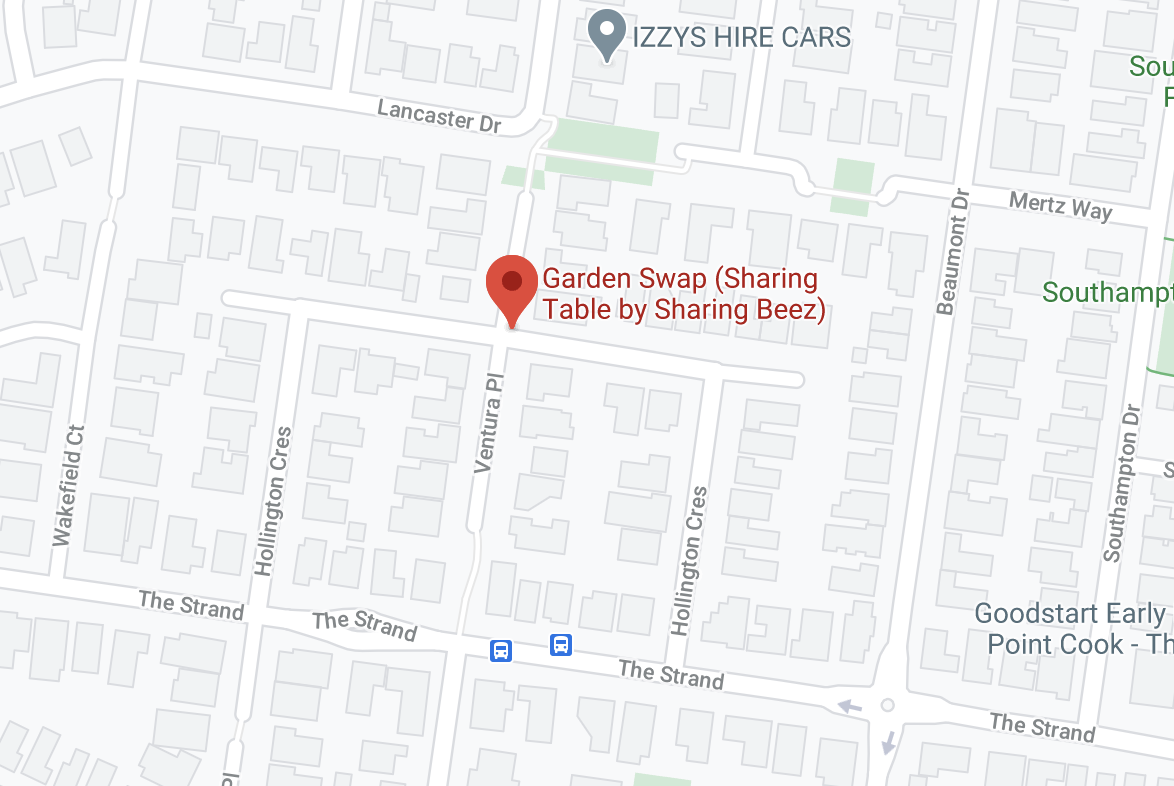 IZZYS HIRE CARS
Sou
P
Lancaster Dr
Mertz Way
Beaumont Dr
Garden Swap (Sharing
Table by Sharing Beez)
Southampt
Ventura Pl
Wakefield Ct
Hollington Cres
Hollington Cres
Southampton Dr
S
The Strand
The Strand
Goodstart Early
Point Cook - Th
The Strand
The Strand
Pl